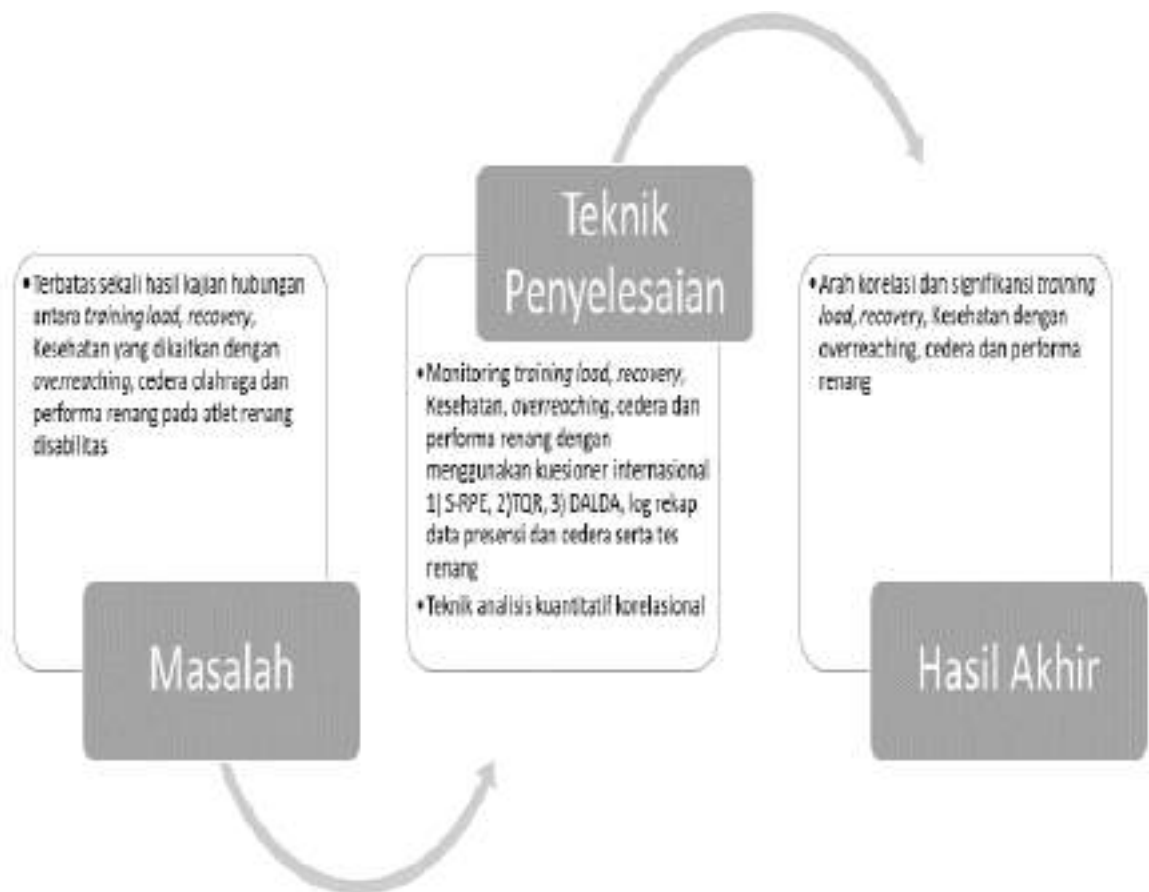 • Terbatas sekali hasil kajian hubungan
antara training load, recovery,
Kesehatan yang dikaitkan dengan
overreaching, cedera olahraga dan
performa renang pada atlet renang
disabilitas
Masalah
Teknik
Penyelesaian
• Monitoring training load, recovery,
Kesehatan, overreaching, cedera dan
performa renang dengan
menggunakan kuesioner internasional
1) S-RPE, 2)TQR, 3) DALDA, log rekap
data presensi dan cedera serta tes
renang
• Teknik analisis kuantitatif korelasional
• Arah korelasi dan signifikansi training
load, recovery, Kesehatan dengan
overreaching, cedera dan performa
renang
Hasil Akhir